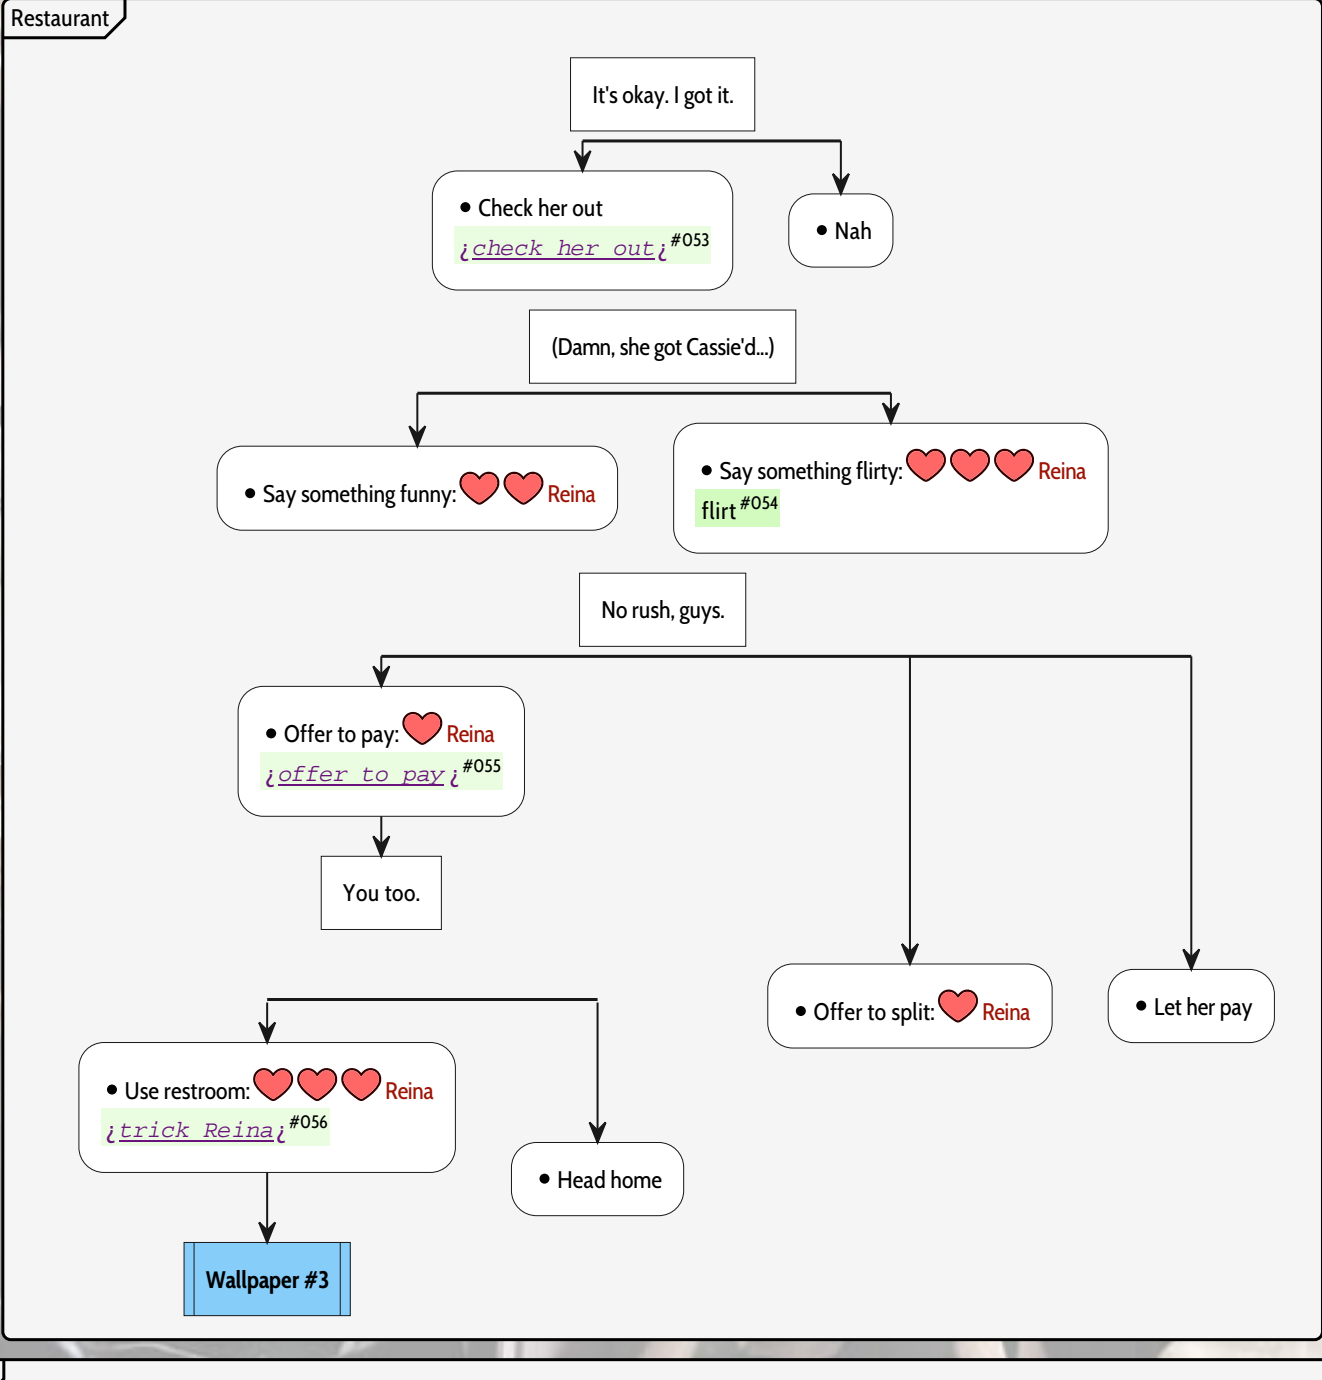 Restaurant
It's okay. I got it.
• Check her out
¿check her out¿#053
• Nah
(Damn, she got Cassie'd...)
• Say something funny: Reina
• Say something flirty: Reina
flirt#054
No rush, guys.
• Offer to pay: Reina
¿offer to pay¿#055
You too.
• Offer to split: Reina
• Let her pay
• Use restroom: Reina
¿trick Reina¿#056
• Head home
Wallpaper #3